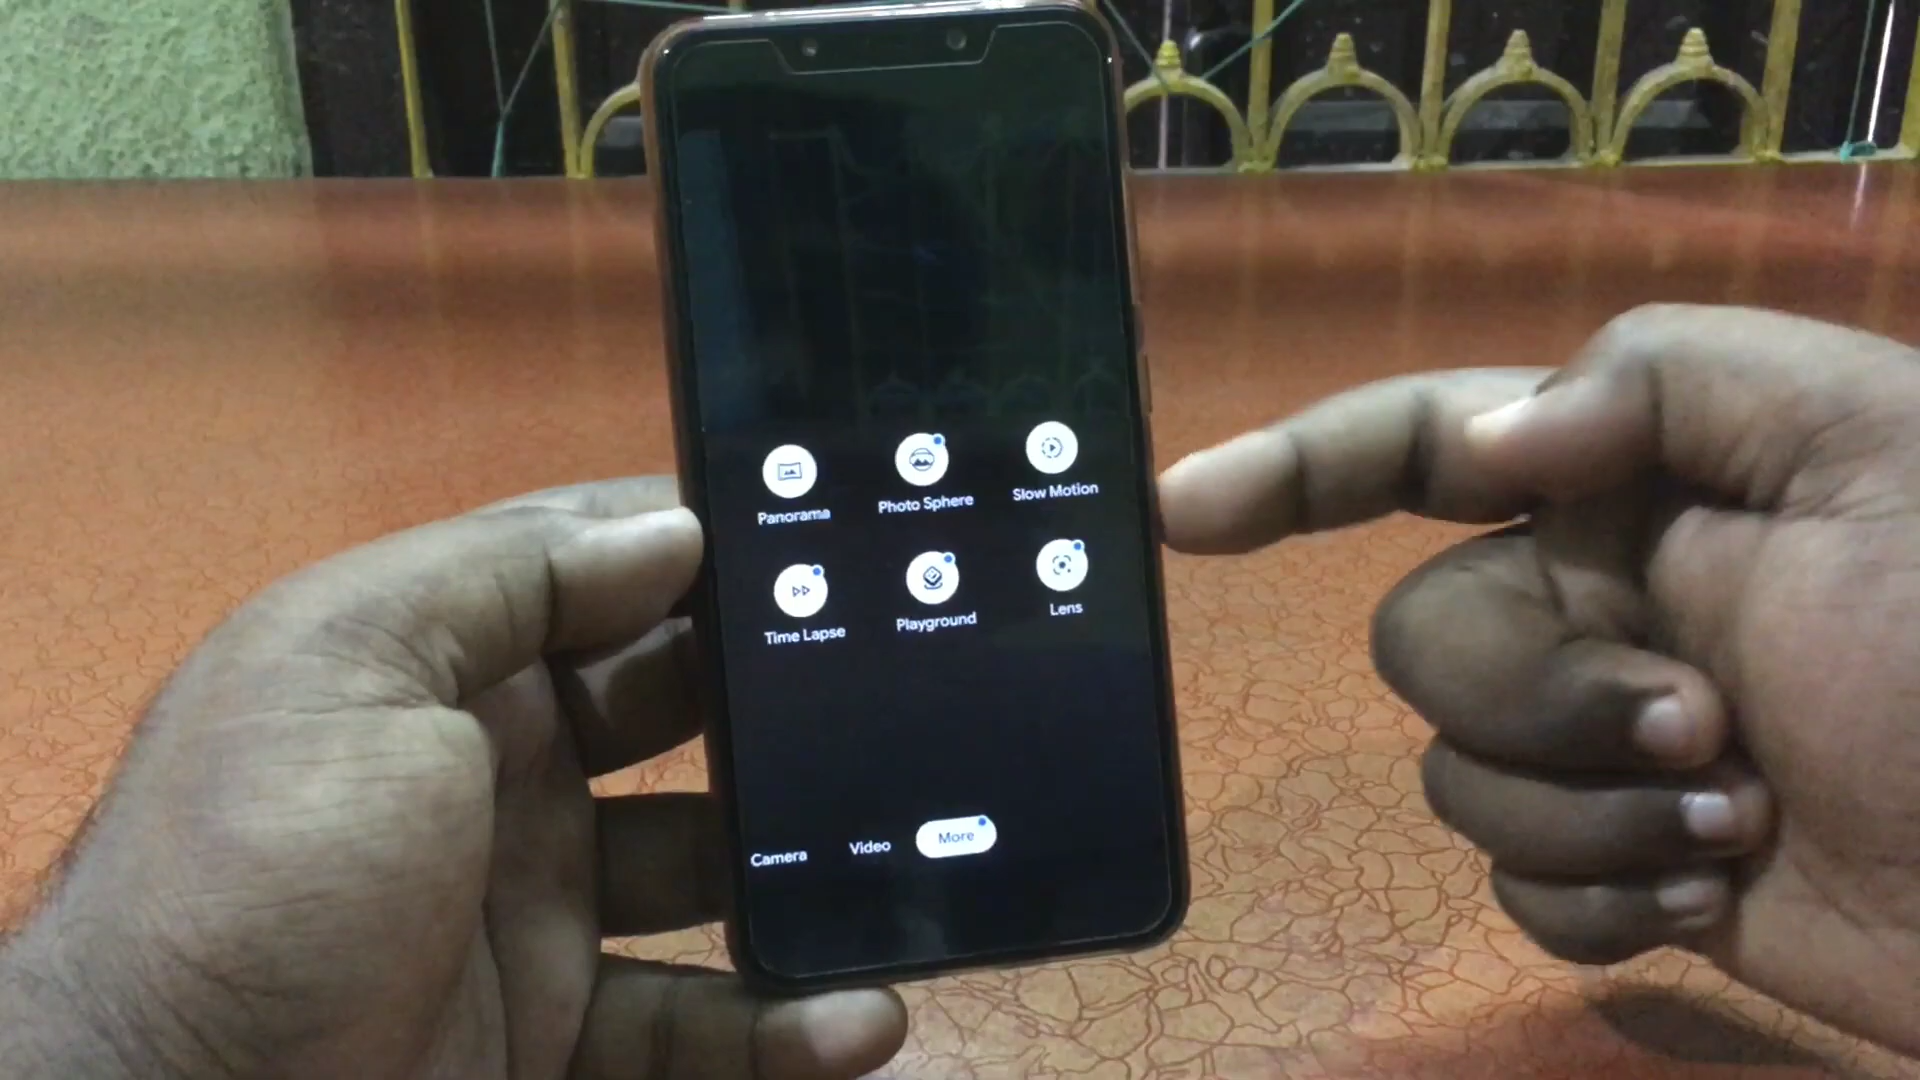 Panorama
Photo Sphere
Slow Motion
Time Lapse
Playground
Lens
Camera
Video
More